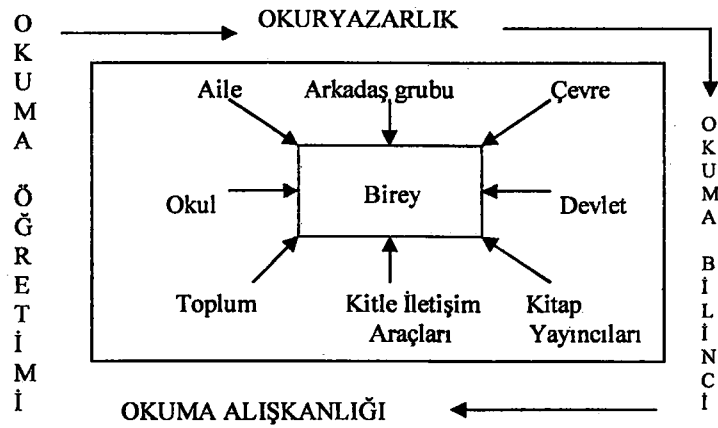 OKUMA ÖĞRETİMİ
OKURYAZARLIK
OKUMA BİLİNCİ
Aile
Arkadaş grubu
Çevre
Okul
Birey
Devlet
Toplum
Kitle İletişim
Araçları
Kitap
Yayıncıları
OKUMA ALIŞKANLIĞI